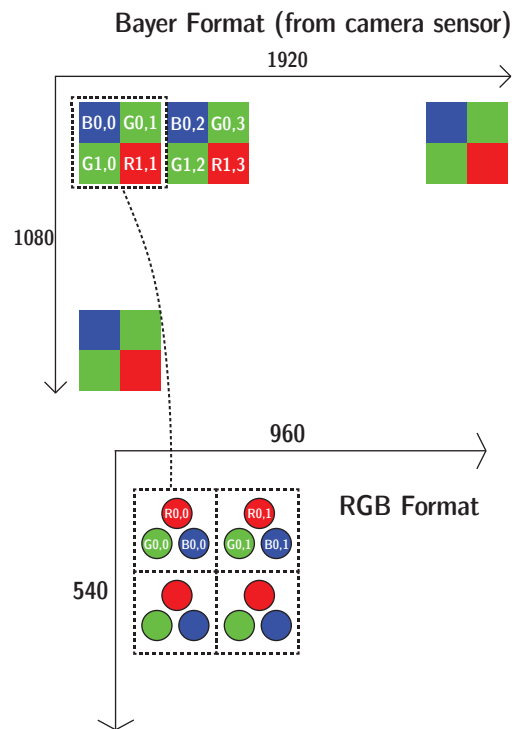 Bayer Format (from camera sensor)
1920
B0,0 G0,1 B0,2 G0,3
G1,0 R1,1 G1,2 R1,3
1080
960
RGB Format
R0,0 R0,1
G0,0 B0,0 G0,1 B0,1
540